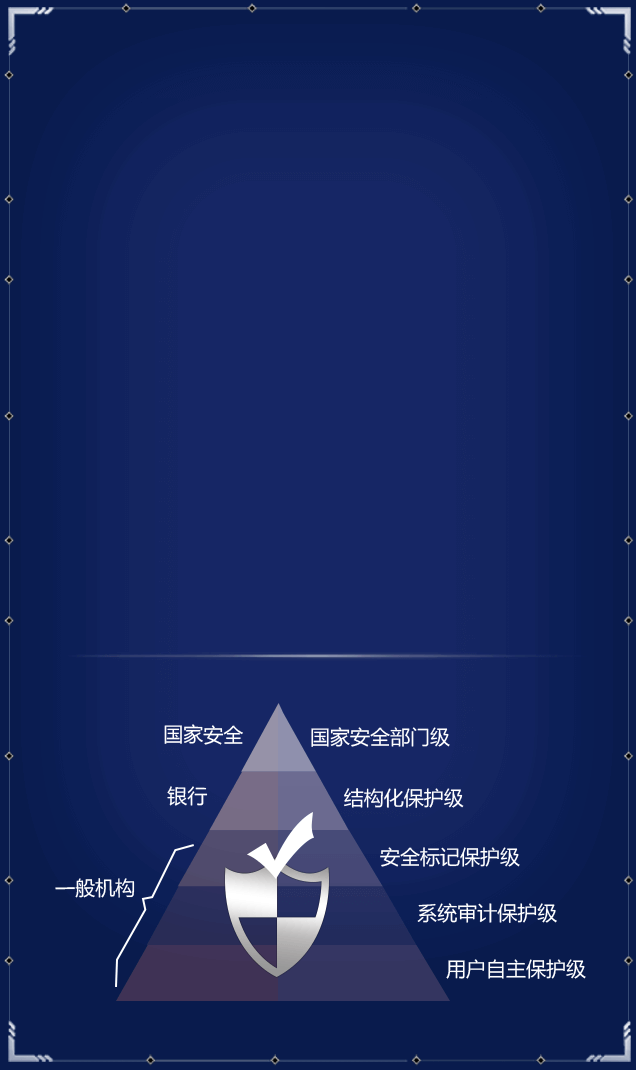 国家安全
国家安全部门级
银行
结构化保护级
安全标记保护级
一般机构
系统审计保护级
用户自主保护级